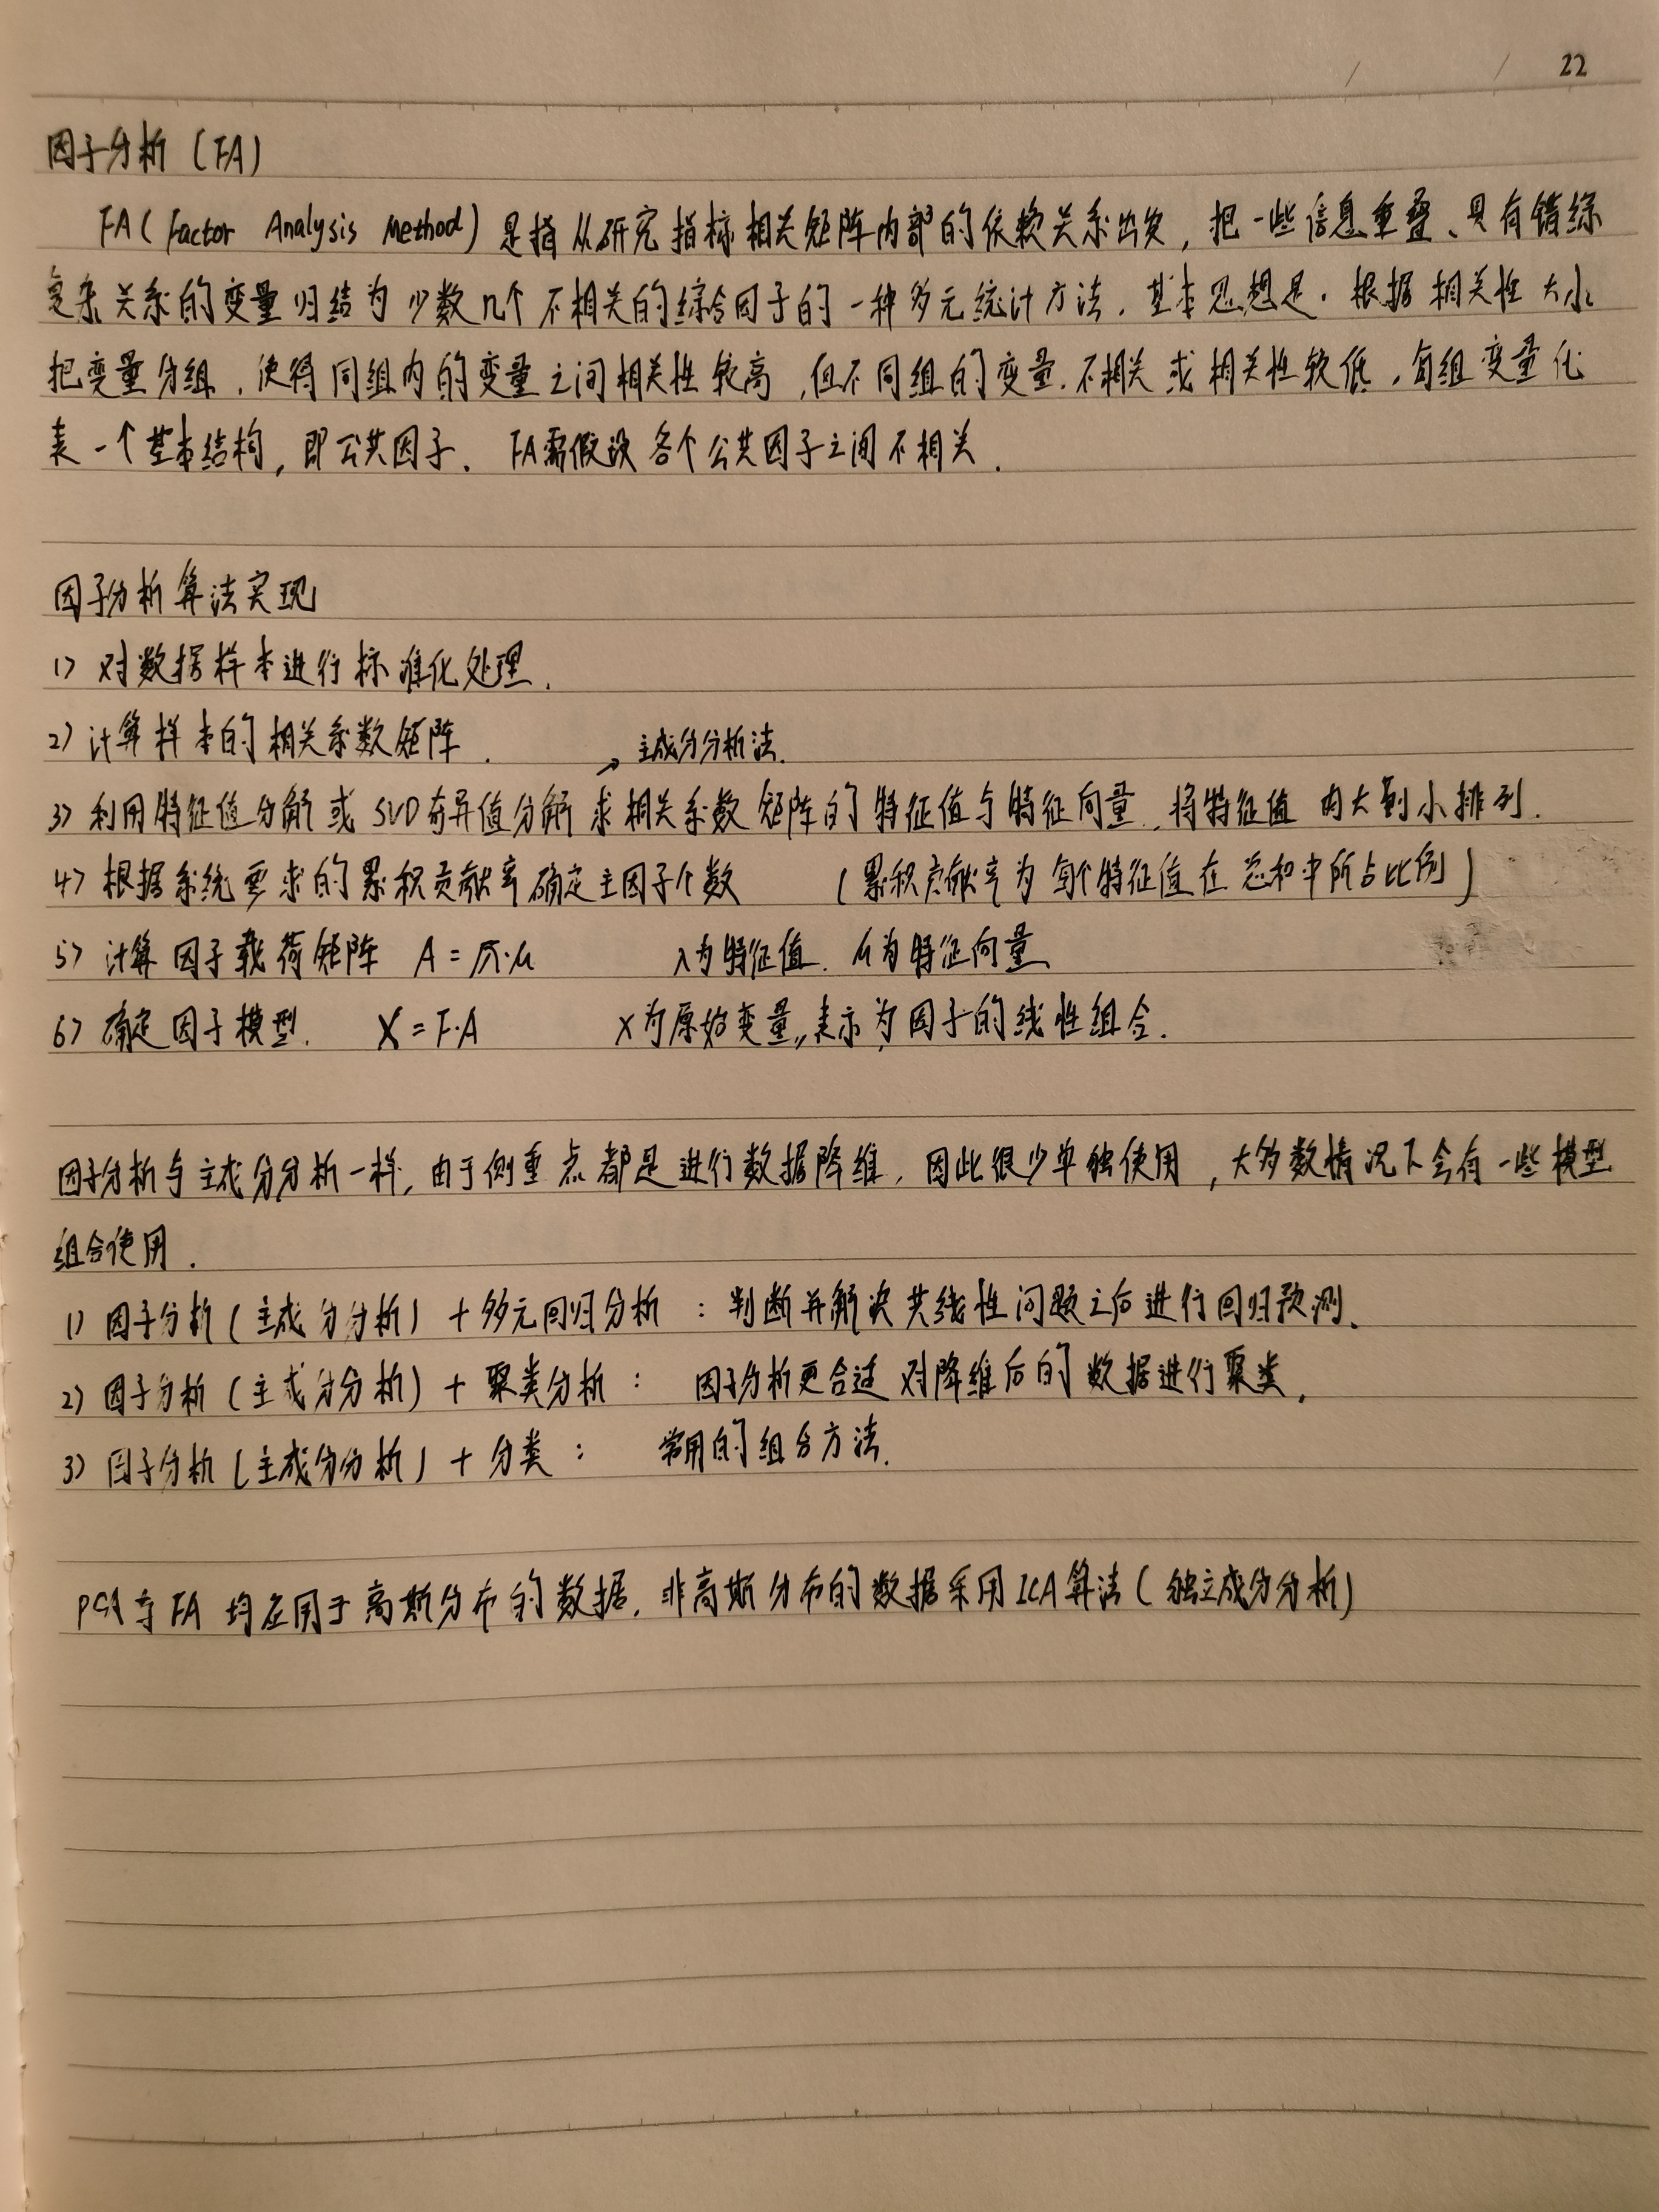 22
因子分析（FA）
FA（Factor Analysis Method）是指从研究指标相关矩阵内部的依赖关系出发，把一些信息重叠、具有错综
复杂关系的变量归结为少数几个不相关的综合因子的一种多元统计方法．基本思想是．根据相关性大小
把变量分组，使得同组内的变量之间相关性较高，但不同组的变量不相关或相关性较低，每组变量化
表一个基本结构，即公共因子．FA需假设各个公共因子之间不相关．
因子分析算法实现
1）对数据样本进行标准化处理．
2）计算样本的相关系数矩阵．
→ 主成分分析法．
3）利用特征值分解或SVD奇异值分解求相关系数矩阵的特征值与特征向量，将特征值由大到小排列．
4）根据系统要求的累积贡献率确定主因子个数 （累积贡献率为每个特征值在总和中所占比例）
5）计算因子载荷矩阵 A=√λ·μ λ为特征值．μ为特征向量、
6）确定因子模型． X=F·A X为原始变量，表示为因子的线性组合．
因子分析与主成分分析一样，由于侧重点都是进行数据降维，因此很少单独使用，大多数情况下会有一些模型
组合使用．
1）因子分析（主成分分析）+多元回归分析：判断并解决共线性问题之后进行回归预测、
2）因子分析（主成分分析）+聚类分析： 因子分析更合适对降维后的数据进行聚类，
3）因子分析（主成分分析）+分类： 常用的组合方法．
PCA与FA均应用于高斯分布的数据，非高斯分布的数据采用ICA算法（独立成分分析）